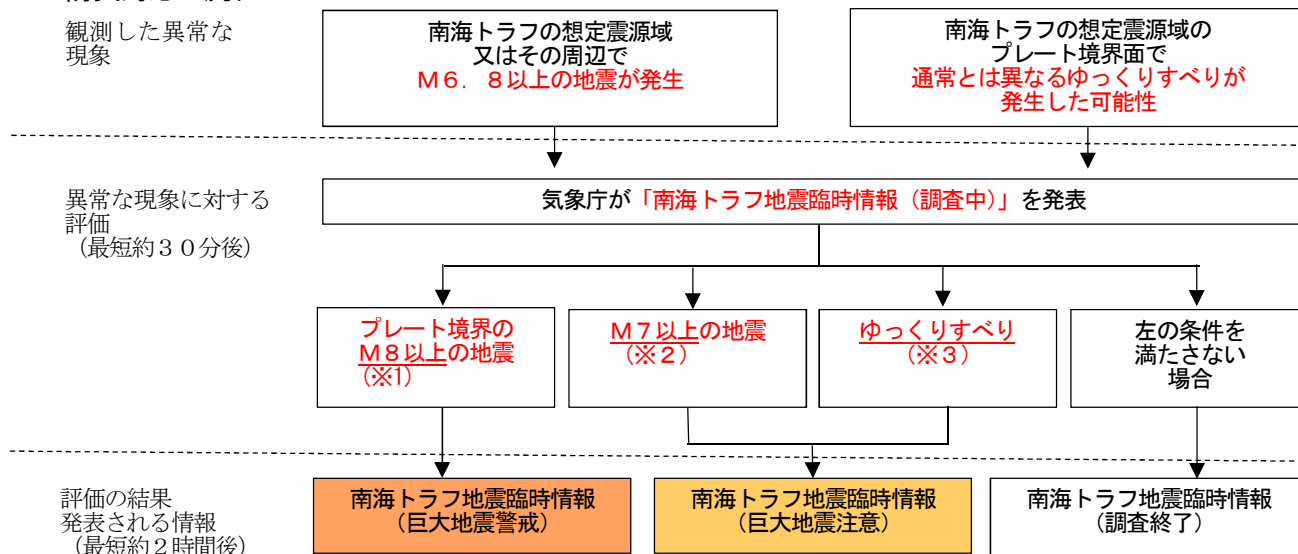 観測した異常な
現象
南海トラフの想定震源域
又はその周辺で
M6.8以上の地震が発生
南海トラフの想定震源域の
プレート境界面で
通常とは異なるゆっくりすべりが
発生した可能性
異常な現象に対する
評価
(最短約30分後)
気象庁が「南海トラフ地震臨時情報(調査中)」を発表
プレート境界の
M8以上の地震
(※1)
M7以上の地震
(※2)
ゆっくりすべり
(※3)
左の条件を
満たさない
場合
評価の結果
発表される情報
(最短約2時間後)
南海トラフ地震臨時情報
(巨大地震警戒)
南海トラフ地震臨時情報
(巨大地震注意)
南海トラフ地震臨時情報
(調査終了)